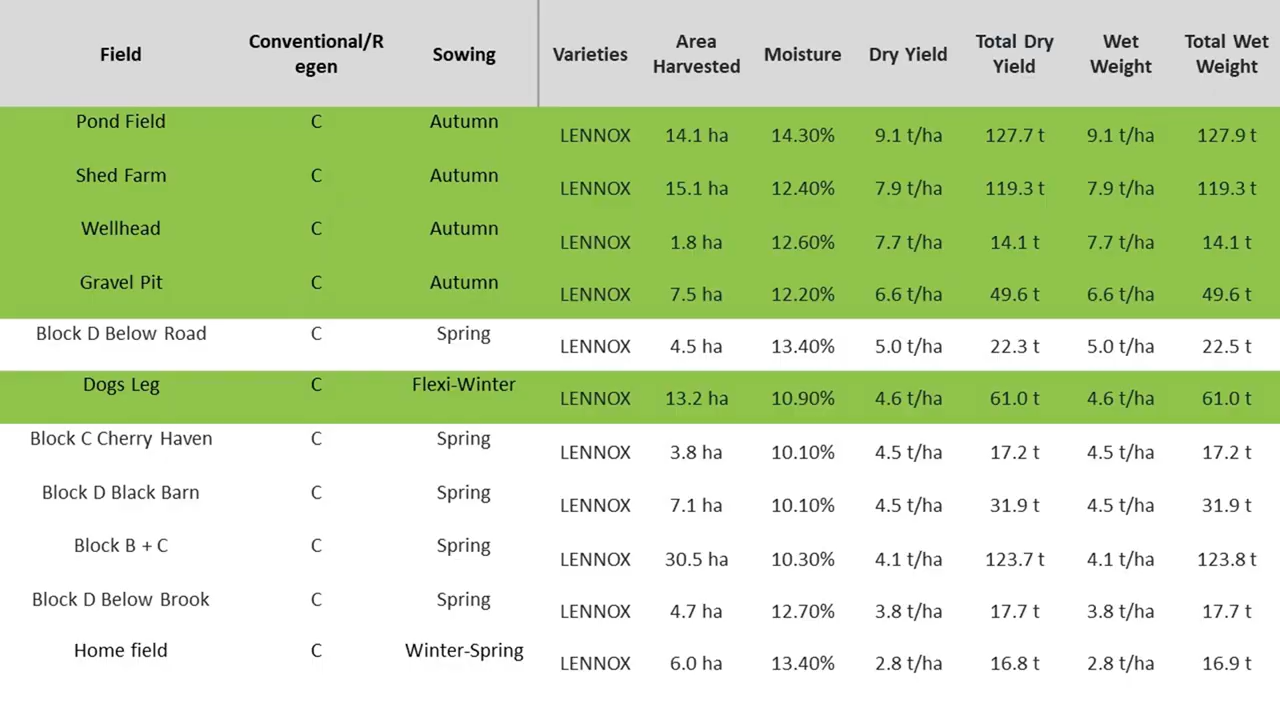 Field Conventional/R
egen Sowing Varieties Area
Harvested Moisture Dry Yield Total Dry
Yield Wet
Weight Total Wet
Weight
Pond Field C Autumn LENNOX 14.1 ha 14.30% 9.1 t/ha 127.7 t 9.1 t/ha 127.9 t
Shed Farm C Autumn LENNOX 15.1 ha 12.40% 7.9 t/ha 119.3 t 7.9 t/ha 119.3 t
Wellhead C Autumn LENNOX 1.8 ha 12.60% 7.7 t/ha 14.1 t 7.7 t/ha 14.1 t
Gravel Pit C Autumn LENNOX 7.5 ha 12.20% 6.6 t/ha 49.6 t 6.6 t/ha 49.6 t
Block D Below Road C Spring LENNOX 4.5 ha 13.40% 5.0 t/ha 22.3 t 5.0 t/ha 22.5 t
Dogs Leg C Flexi-Winter LENNOX 13.2 ha 10.90% 4.6 t/ha 61.0 t 4.6 t/ha 61.0 t
Block C Cherry Haven C Spring LENNOX 3.8 ha 10.10% 4.5 t/ha 17.2 t 4.5 t/ha 17.2 t
Block D Black Barn C Spring LENNOX 7.1 ha 10.10% 4.5 t/ha 31.9 t 4.5 t/ha 31.9 t
Block B + C C Spring LENNOX 30.5 ha 10.30% 4.1 t/ha 123.7 t 4.1 t/ha 123.8 t
Block D Below Brook C Spring LENNOX 4.7 ha 12.70% 3.8 t/ha 17.7 t 3.8 t/ha 17.7 t
Home field C Winter-Spring LENNOX 6.0 ha 13.40% 2.8 t/ha 16.8 t 2.8 t/ha 16.9 t